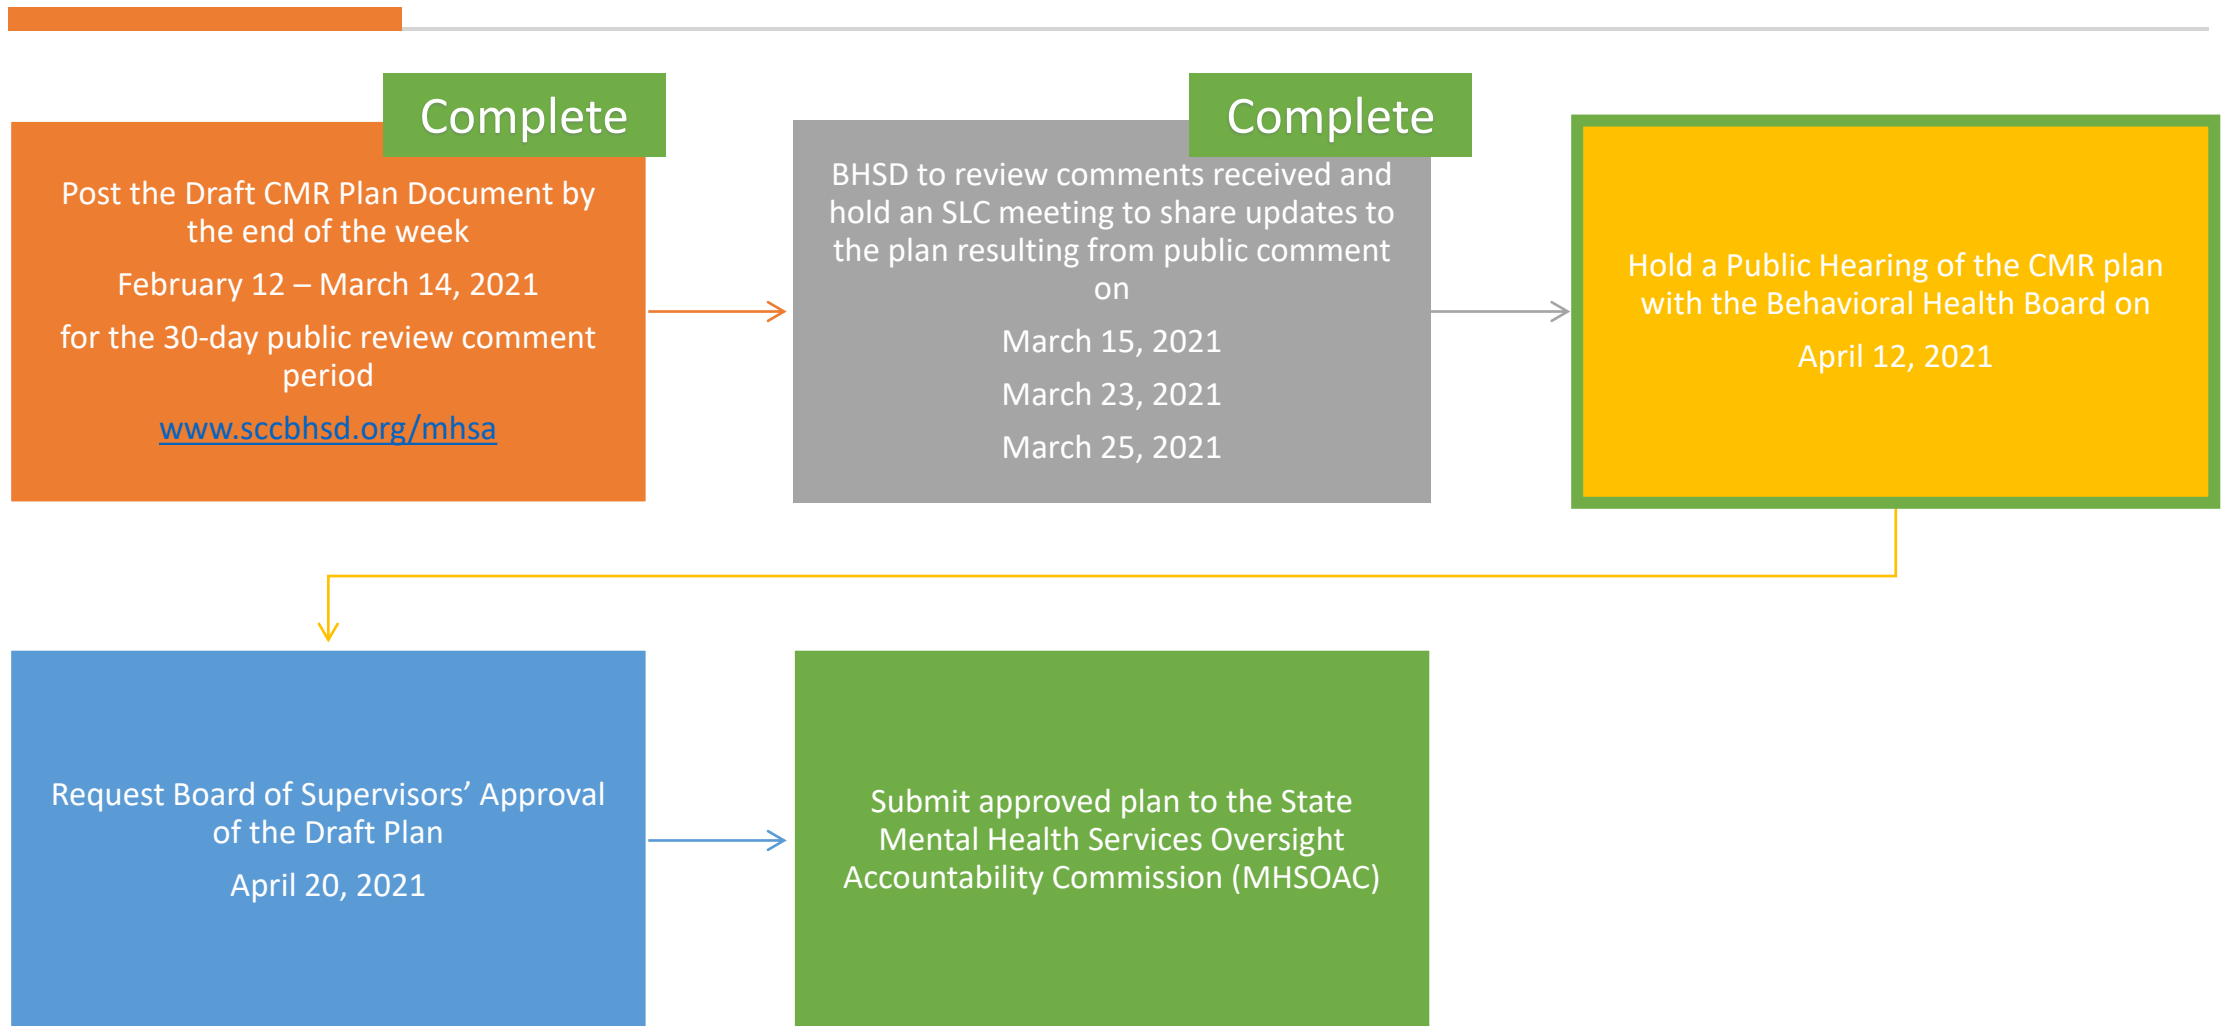 Complete
Post the Draft CMR Plan Document by
the end of the week
February 12 – March 14, 2021
for the 30-day public review comment
period
www.sccbhsd.org/mhsa
Complete
BHSD to review comments received and
hold an SLC meeting to share updates to
the plan resulting from public comment
on
March 15, 2021
March 23, 2021
March 25, 2021
Hold a Public Hearing of the CMR plan
with the Behavioral Health Board on
April 12, 2021
Request Board of Supervisors’ Approval
of the Draft Plan
April 20, 2021
Submit approved plan to the State
Mental Health Services Oversight
Accountability Commission (MHSOAC)